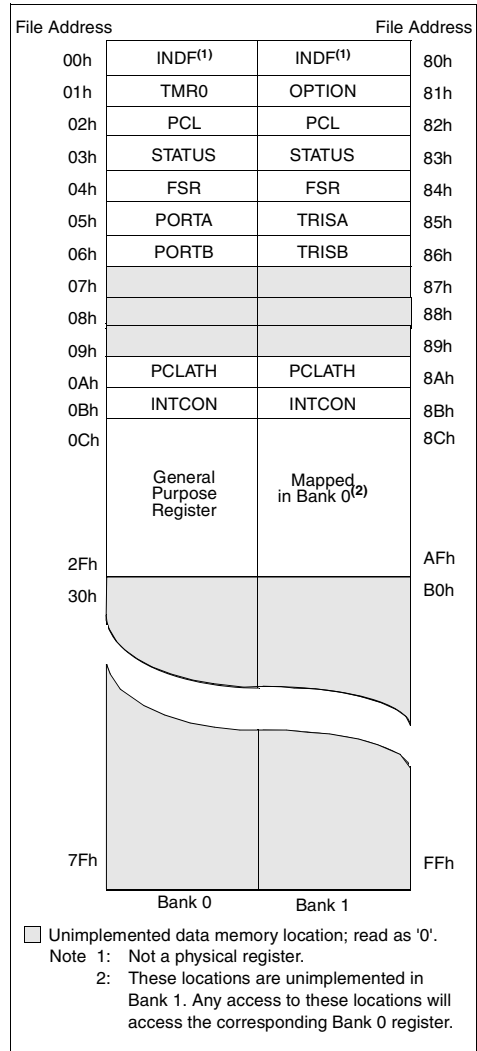 File Address File Address
00h INDF(1) INDF(1) 80h
01h TMR0 OPTION 81h
02h PCL PCL 82h
03h STATUS STATUS 83h
04h FSR FSR 84h
05h PORTA TRISA 85h
06h PORTB TRISB 86h
07h 87h
08h 88h
09h 89h
0Ah PCLATH PCLATH 8Ah
0Bh INTCON INTCON 8Bh
0Ch 8Ch
General Mapped
Purpose in Bank 0(2)
Register
2Fh AFh
30h B0h
7Fh FFh
Bank 0 Bank 1
Unimplemented data memory location; read as '0'.
Note 1: Not a physical register.
2: These locations are unimplemented in
Bank 1. Any access to these locations will
access the corresponding Bank 0 register.